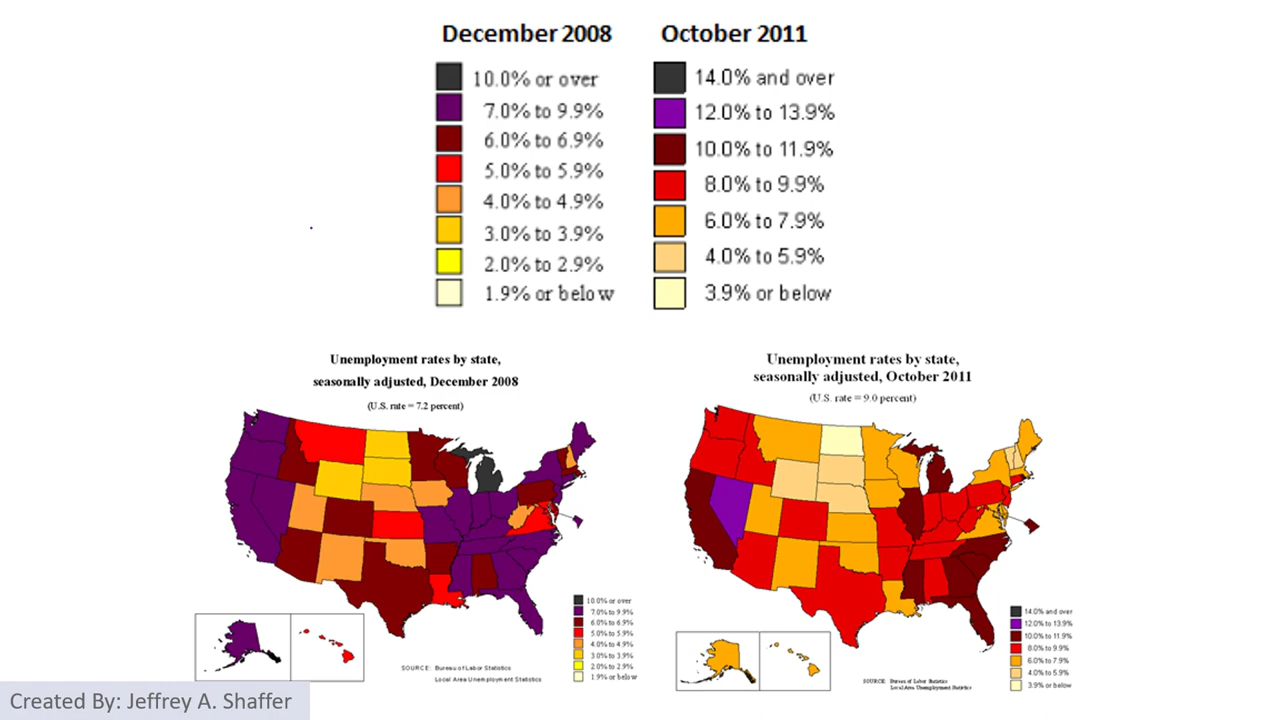 December 2008
10.0% or over
7.0% to 9.9%
6.0% to 6.9%
5.0% to 5.9%
4.0% to 4.9%
3.0% to 3.9%
2.0% to 2.9%
1.9% or below
October 2011
14.0% and over
12.0% to 13.9%
10.0% to 11.9%
8.0% to 9.9%
6.0% to 7.9%
4.0% to 5.9%
3.9% or below
Unemployment rates by state,
seasonally adjusted, December 2008
(U.S. rate = 7.2 percent)
10.0% or over
7.0% to 9.9%
6.0% to 6.9%
5.0% to 5.9%
4.0% to 4.9%
3.0% to 3.9%
2.0% to 2.9%
1.9% or below
SOURCE: Bureau of Labor Statistics
Local Area Unemployment Statistics
Unemployment rates by state,
seasonally adjusted, October 2011
(U.S. rate = 9.0 percent)
14.0% and over
12.0% to 13.9%
10.0% to 11.9%
8.0% to 9.9%
6.0% to 7.9%
4.0% to 5.9%
3.9% or below
SOURCE: Bureau of Labor Statistics
Local Area Unemployment Statistics
Created By: Jeffrey A. Shaffer